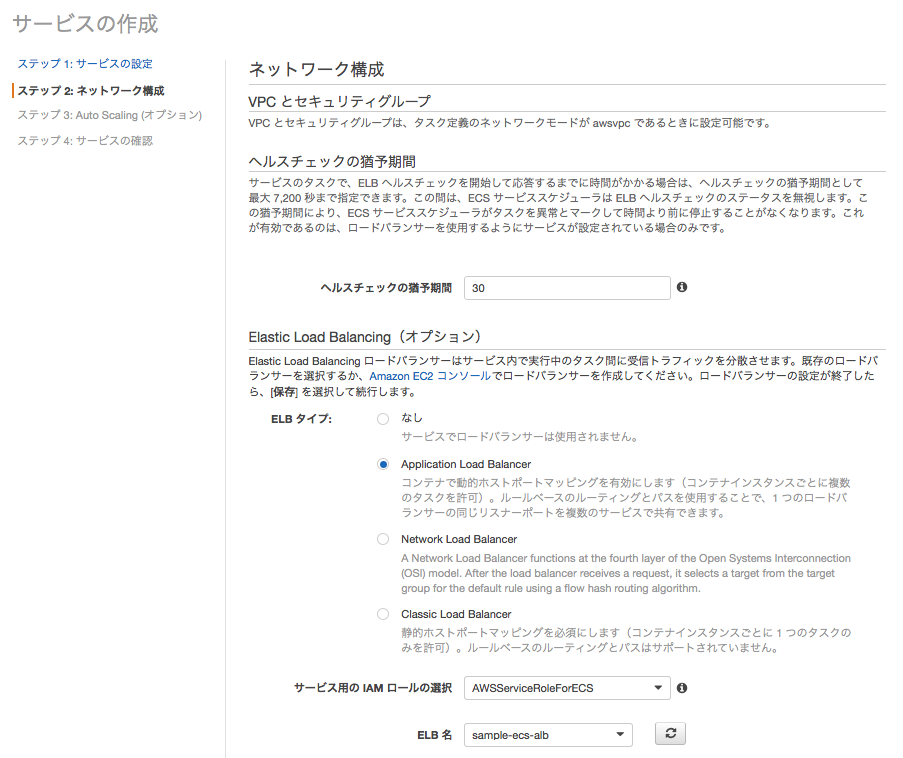 サービスの作成
ステップ 1: サービスの設定
ステップ 2: ネットワーク構成
ステップ 3: Auto Scaling (オプション)
ステップ 4: サービスの確認
ネットワーク構成
VPC とセキュリティグループ
VPC とセキュリティグループは、タスク定義のネットワークモードが awsvpc であるときに設定可能です。
ヘルスチェックの猶予期間
サービスのタスクで、ELB ヘルスチェックを開始して応答するまでに時間がかかる場合は、ヘルスチェックの猶予期間として
最大 7,200 秒まで指定できます。この間は、ECS サービススケジューラは ELB ヘルスチェックのステータスを無視します。こ
の猶予期間により、ECS サービススケジューラがタスクを異常とマークして時間より前に停止することがなくなります。これ
が有効であるのは、ロードバランサーを使用するようにサービスが設定されている場合のみです。
ヘルスチェックの猶予期間 30
Elastic Load Balancing（オプション）
Elastic Load Balancing ロードバランサーはサービス内で実行中のタスク間に受信トラフィックを分散させます。既存のロードバ
ランサーを選択するか、Amazon EC2 コンソールでロードバランサーを作成してください。ロードバランサーの設定が終了した
ら、[保存] を選択して続行します。
ELB タイプ: なし
サービスでロードバランサーは使用されません。
Application Load Balancer
コンテナで動的ホストポートマッピングを有効にします（コンテナインスタンスごとに複数
のタスクを許可）。ルールベースのルーティングとパスを使用することで、1 つのロードバ
ランサーの同じリスナーポートを複数のサービスで共有できます。
Network Load Balancer
A Network Load Balancer functions at the fourth layer of the Open Systems Interconnection
(OSI) model. After the load balancer receives a request, it selects a target from the target
group for the default rule using a flow hash routing algorithm.
Classic Load Balancer
静的ホストポートマッピングを必須にします（コンテナインスタンスごとに 1 つのタスクの
みを許可）。ルールベースのルーティングとパスはサポートされていません。
サービス用の IAM ロールの選択 AWSServiceRoleForECS
ELB 名 sample-ecs-alb